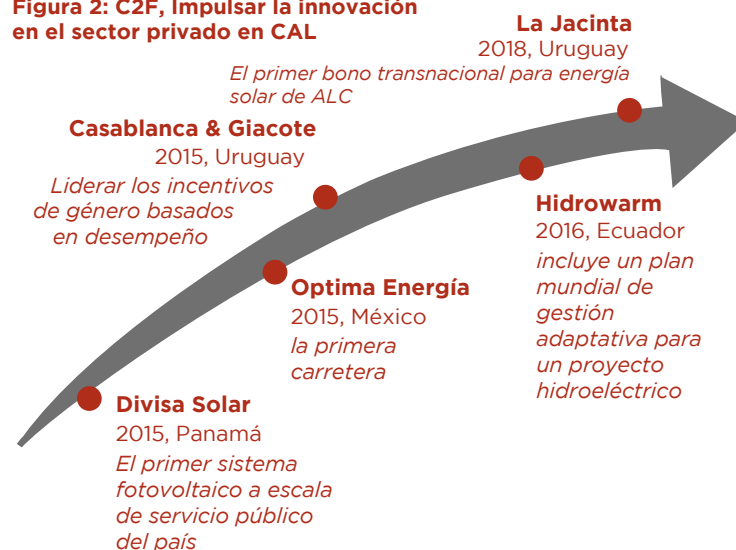 Figura 2: C2F, Impulsar la innovación
en el sector privado en CAL
La Jacinta
2018, Uruguay
El primer bono transnacional para energía
solar de ALC
Casablanca & Giacote
2015, Uruguay
Liderar los incentivos
de género basados
en desempeño
Hidrowarm
2016, Ecuador
incluye un plan
mundial de
gestión
adaptativa para
un proyecto
hidroeléctrico
Optima Energía
2015, México
la primera
carretera
Divisa Solar
2015, Panamá
El primer sistema
fotovoltaico a escala
de servicio público
del país